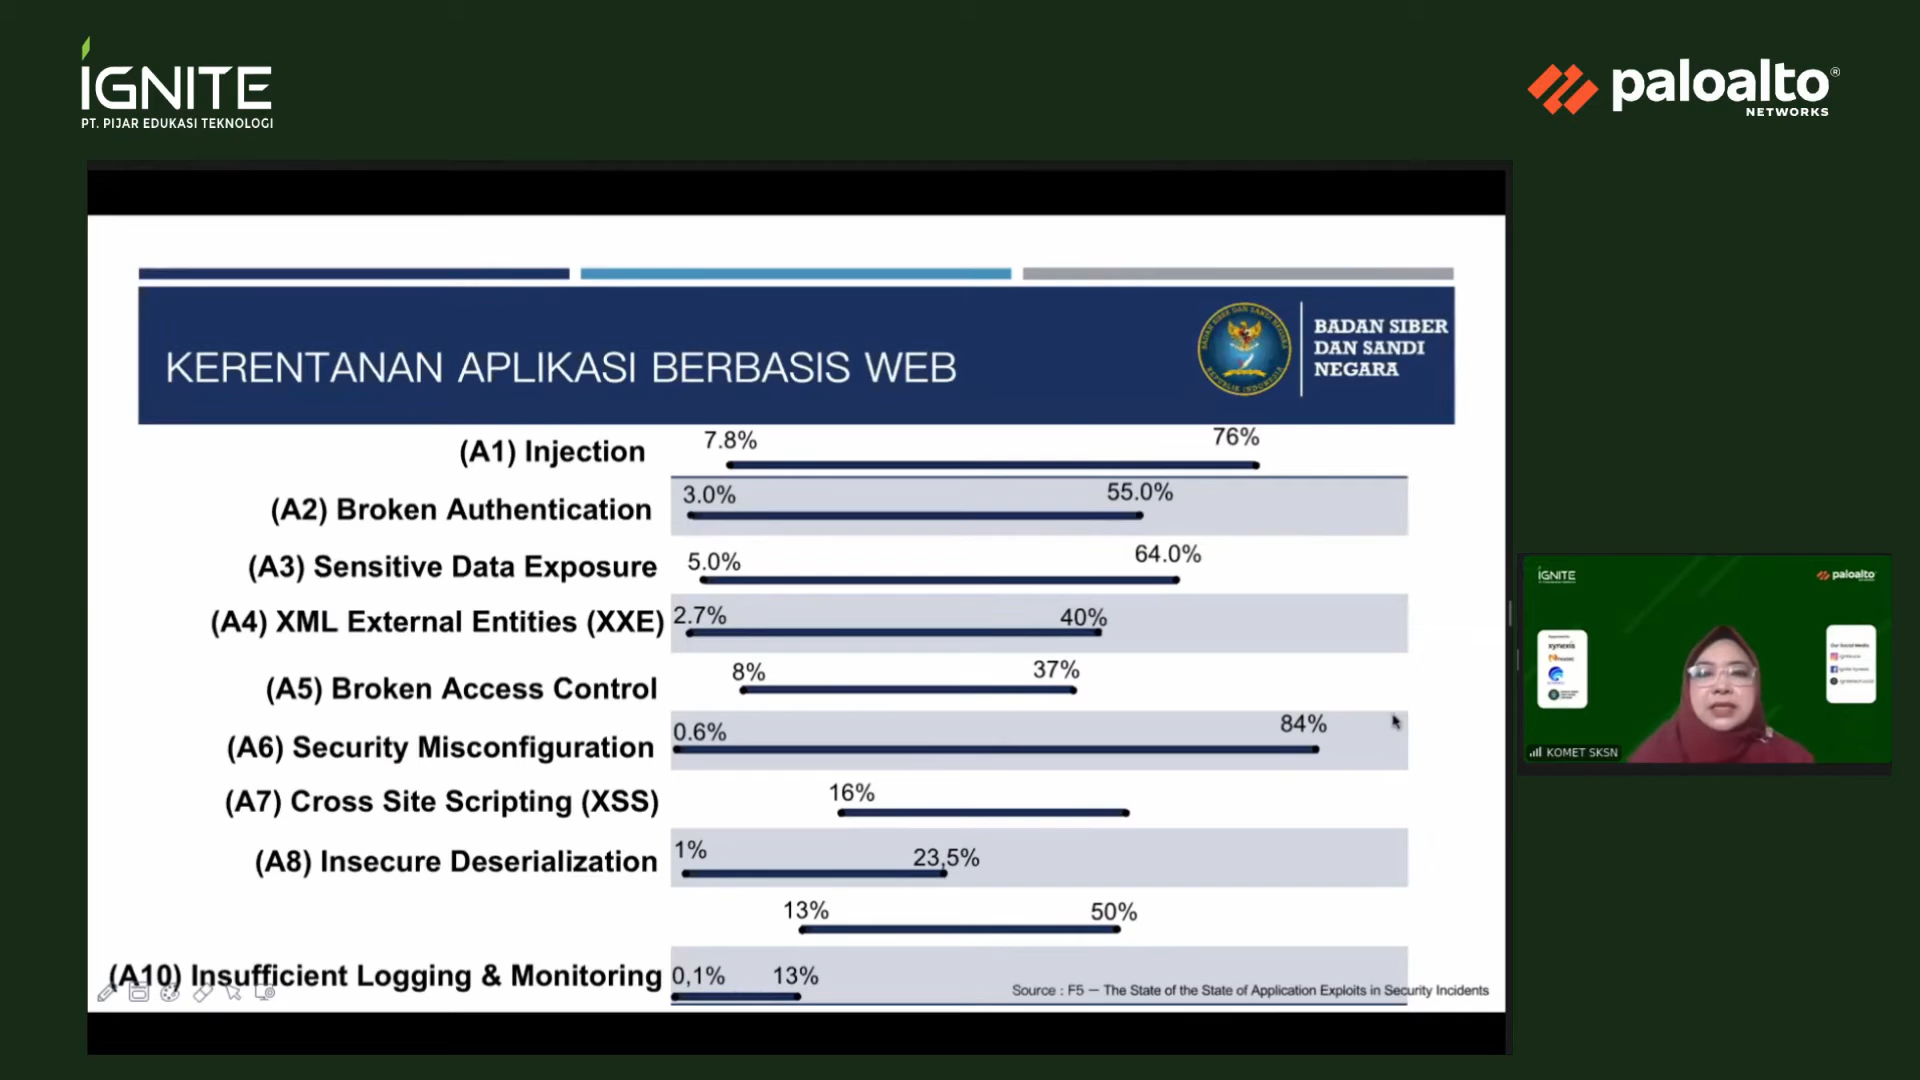 IGNITE
PT. PIJAR EDUKASI TEKNOLOGI
paloalto®
NETWORKS
KERENTANAN APLIKASI BERBASIS WEB
BADAN SIBER
DAN SANDI
NEGARA
(A1) Injection 7.8% 76%
(A2) Broken Authentication 3.0% 55.0%
(A3) Sensitive Data Exposure 5.0% 64.0%
(A4) XML External Entities (XXE) 2.7% 40%
(A5) Broken Access Control 8% 37%
(A6) Security Misconfiguration 0.6% 84%
(A7) Cross Site Scripting (XSS) 16%
(A8) Insecure Deserialization 1% 23,5%
13% 50%
(A10) Insufficient Logging & Monitoring 0,1% 13%
Source : F5 — The State of the State of Application Exploits in Security Incidents
IGNITE
paloalto
xynexis
Our Social Media
KOMET SKSN